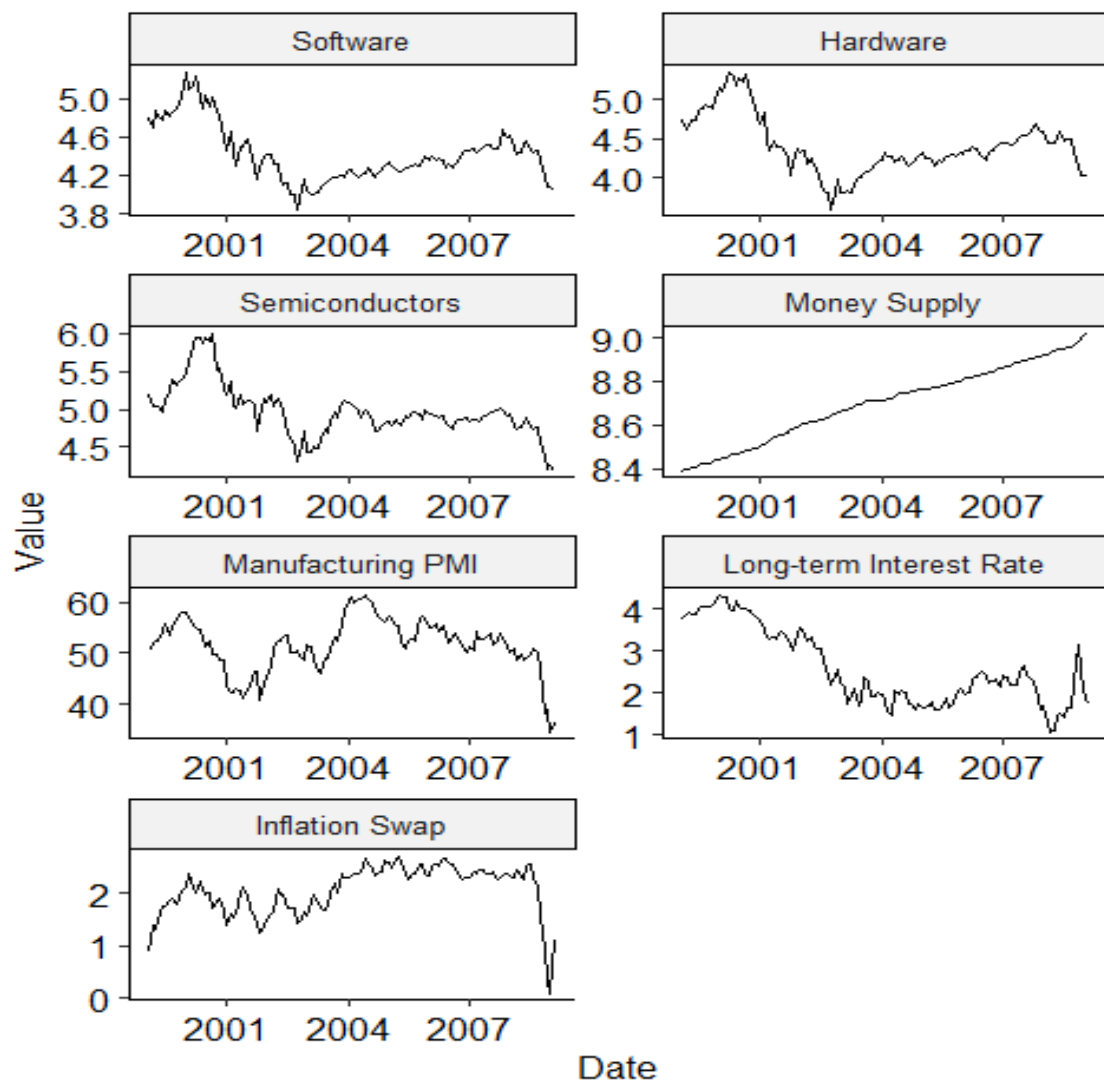 Software
Hardware
5.0
4.6
4.2
3.8
2001 2004 2007
5.0
4.5
4.0
2001 2004 2007
Semiconductors
Money Supply
6.0
5.5
5.0
4.5
2001 2004 2007
9.0
8.8
8.6
8.4
2001 2004 2007
Value
Manufacturing PMI
Long-term Interest Rate
60
50
40
2001 2004 2007
4
3
2
1
2001 2004 2007
Inflation Swap
2
1
0
2001 2004 2007
Date